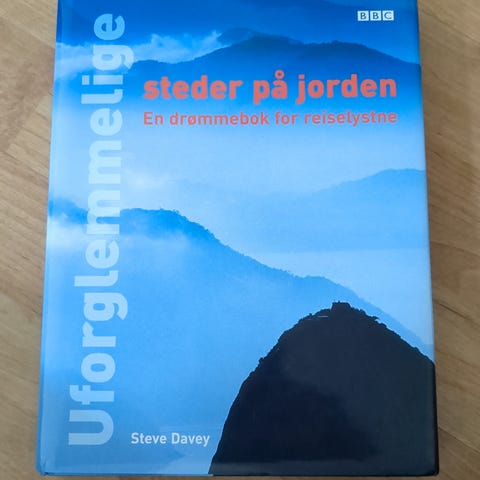 BBC
Uforglemmelige
steder på jorden
En drømmebok for reiselystne
Steve Davey